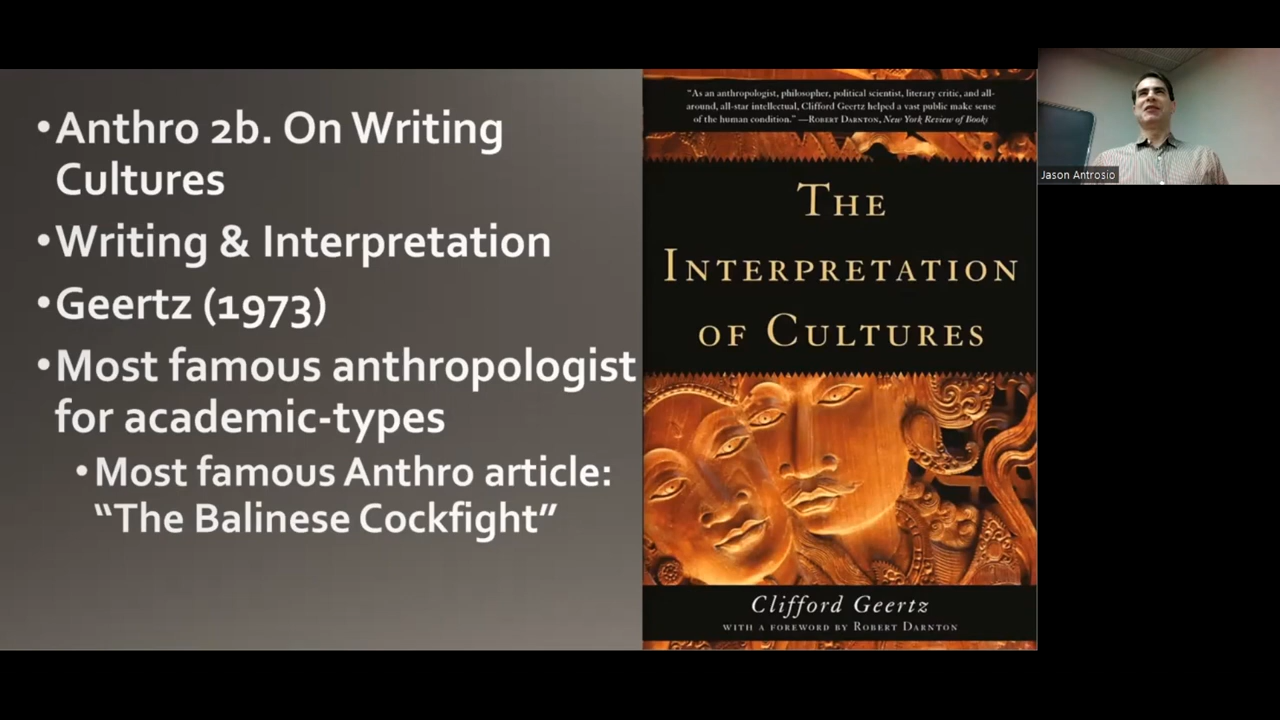 •Anthro 2b. On Writing
Cultures
•Writing & Interpretation
•Geertz (1973)
•Most famous anthropologist
for academic-types
•Most famous Anthro article:
“The Balinese Cockfight”
"As an anthropologist, philosopher, political scientist, literary critic, and all-
around, all-star intellectual, Clifford Geertz helped a vast public make sense
of the human condition." —Robert Darnton, New York Review of Books
The
Interpretation
of Cultures
Clifford Geertz
with a foreword by Robert Darnton
Jason Antrosio